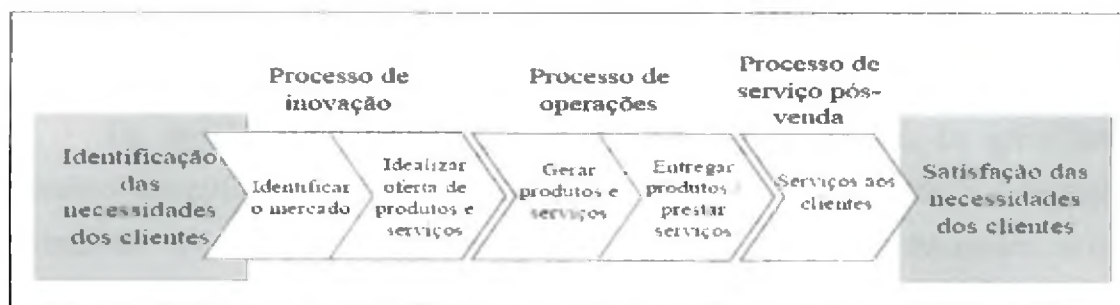 Processo de
inovação
Processo de
operações
Processo de
serviço pós-
venda
Identificação
das
necessidades
dos clientes
Identificar
o mercado
Idealizar
oferta de
produtos e
serviços
Gerar
produtos e
serviços
Entregar
produtos
prestar
serviços
Serviços aos
clientes
Satisfação das
necessidades
dos clientes